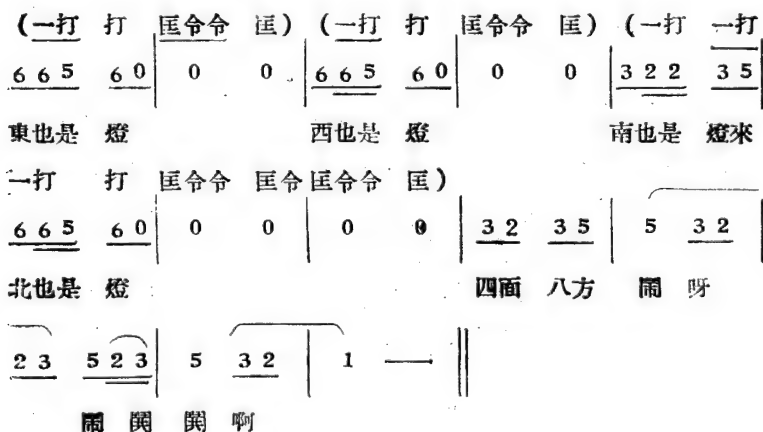 (一打 打 匡令令 匡) (一打 打 匡令令 匡) (一打 一打
6 6 5 6 0 | 0 0 | 6 6 5 6 0 | 0 0 | 3 2 2 3 5 |
東也是 燈 西也是 燈 南也是 燈來
一打 打 匡令令 匡令 匡令令 匡)
6 6 5 6 0 | 0 0 | 0 0 | 3 2 3 5 | 5 3 2 |
北也是 燈 四面 八方 鬧 呀
2 3 5 2 3 | 5 3 2 | 1 — ‖
鬧 鬨 鬨 啊